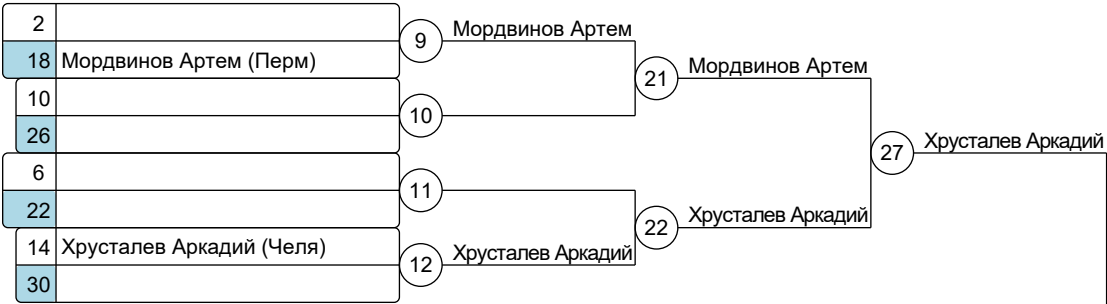 2
18 Мордвинов Артем (Перм)
10
26
6
22
14 Хрусталев Аркадий (Челя)
30
9
Мордвинов Артем
10
11
12
Хрусталев Аркадий
21
Мордвинов Артем
22
Хрусталев Аркадий
27
Хрусталев Аркадий